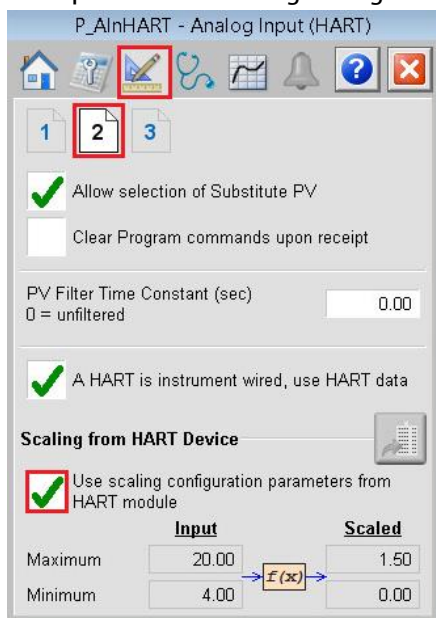 P_AInHART - Analog Input (HART)
?
1 2 3
Allow selection of Substitute PV
Clear Program commands upon receipt
PV Filter Time Constant (sec) 0.00
0 = unfiltered
A HART is instrument wired, use HART data
Scaling from HART Device
Use scaling configuration parameters from
HART module
Input Scaled
Maximum 20.00 1.50
f(x)
Minimum 4.00 0.00